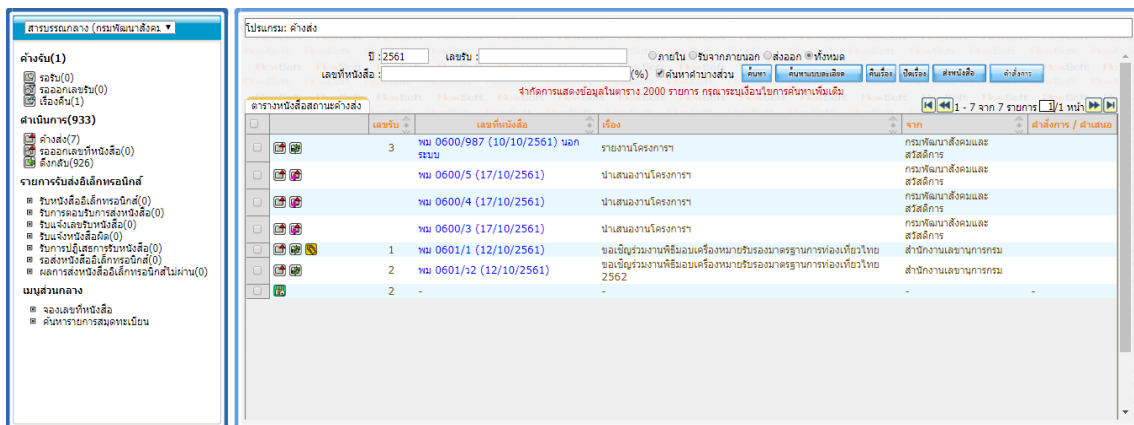 สารบรรณกลาง (กรมพัฒนาสังคม
ค้างรับ(1)
รอรับ(0)
รอออกเลขรับ(0)
เรื่องคืน(1)
ดำเนินการ(933)
ค้างส่ง(7)
รอออกเลขที่หนังสือ(0)
ดึงกลับ(926)
รายการรับส่งอิเล็กทรอนิกส์
รับหนังสืออิเล็กทรอนิกส์(0)
รับการตอบรับการส่งหนังสือ(0)
รับแจ้งเลขรับหนังสือ(0)
รับแจ้งหนังสือผิด(0)
รับการปฏิเสธการรับหนังสือ(0)
รอส่งหนังสืออิเล็กทรอนิกส์(0)
ผลการส่งหนังสืออิเล็กทรอนิกส์ไม่ผ่าน(0)
เมนูส่วนกลาง
จองเลขที่หนังสือ
ค้นหารายการสมุดทะเบียน
โปรแกรม: ค้างส่ง
ปี :2561 เลขรับ : ภายใน รับจากภายนอก ส่งออก ทั้งหมด
เลขที่หนังสือ : (%) ค้นหาคำบางส่วน ค้นหา ค้นหาแบบละเอียด คืนเรื่อง ปิดเรื่อง ส่งหนังสือ คำสั่งการ
จำกัดการแสดงข้อมูลในตาราง 2000 รายการ กรุณาระบุเงื่อนไขการค้นหาเพิ่มเติม
ตารางหนังสือสถานะค้างส่ง 1 - 7 จาก 7 รายการ 1/1 หน้า
เลขรับ เลขที่หนังสือ เรื่อง จาก คำสั่งการ / คำเสนอ
3 พม 0600/987 (10/10/2561) นอกระบบ รายงานโครงการฯ กรมพัฒนาสังคมและสวัสดิการ
พม 0600/5 (17/10/2561) นำเสนองานโครงการฯ กรมพัฒนาสังคมและสวัสดิการ
พม 0600/4 (17/10/2561) นำเสนองานโครงการฯ กรมพัฒนาสังคมและสวัสดิการ
พม 0600/3 (17/10/2561) นำเสนองานโครงการฯ กรมพัฒนาสังคมและสวัสดิการ
1 พม 0601/1 (12/10/2561) ขอเชิญร่วมงานพิธีมอบเครื่องหมายรับรองมาตรฐานการท่องเที่ยวไทย สำนักงานเลขานุการกรม
2 พม 0601/ว2 (12/10/2561) ขอเชิญร่วมงานพิธีมอบเครื่องหมายรับรองมาตรฐานการท่องเที่ยวไทย 2562 สำนักงานเลขานุการกรม
2 - - - -